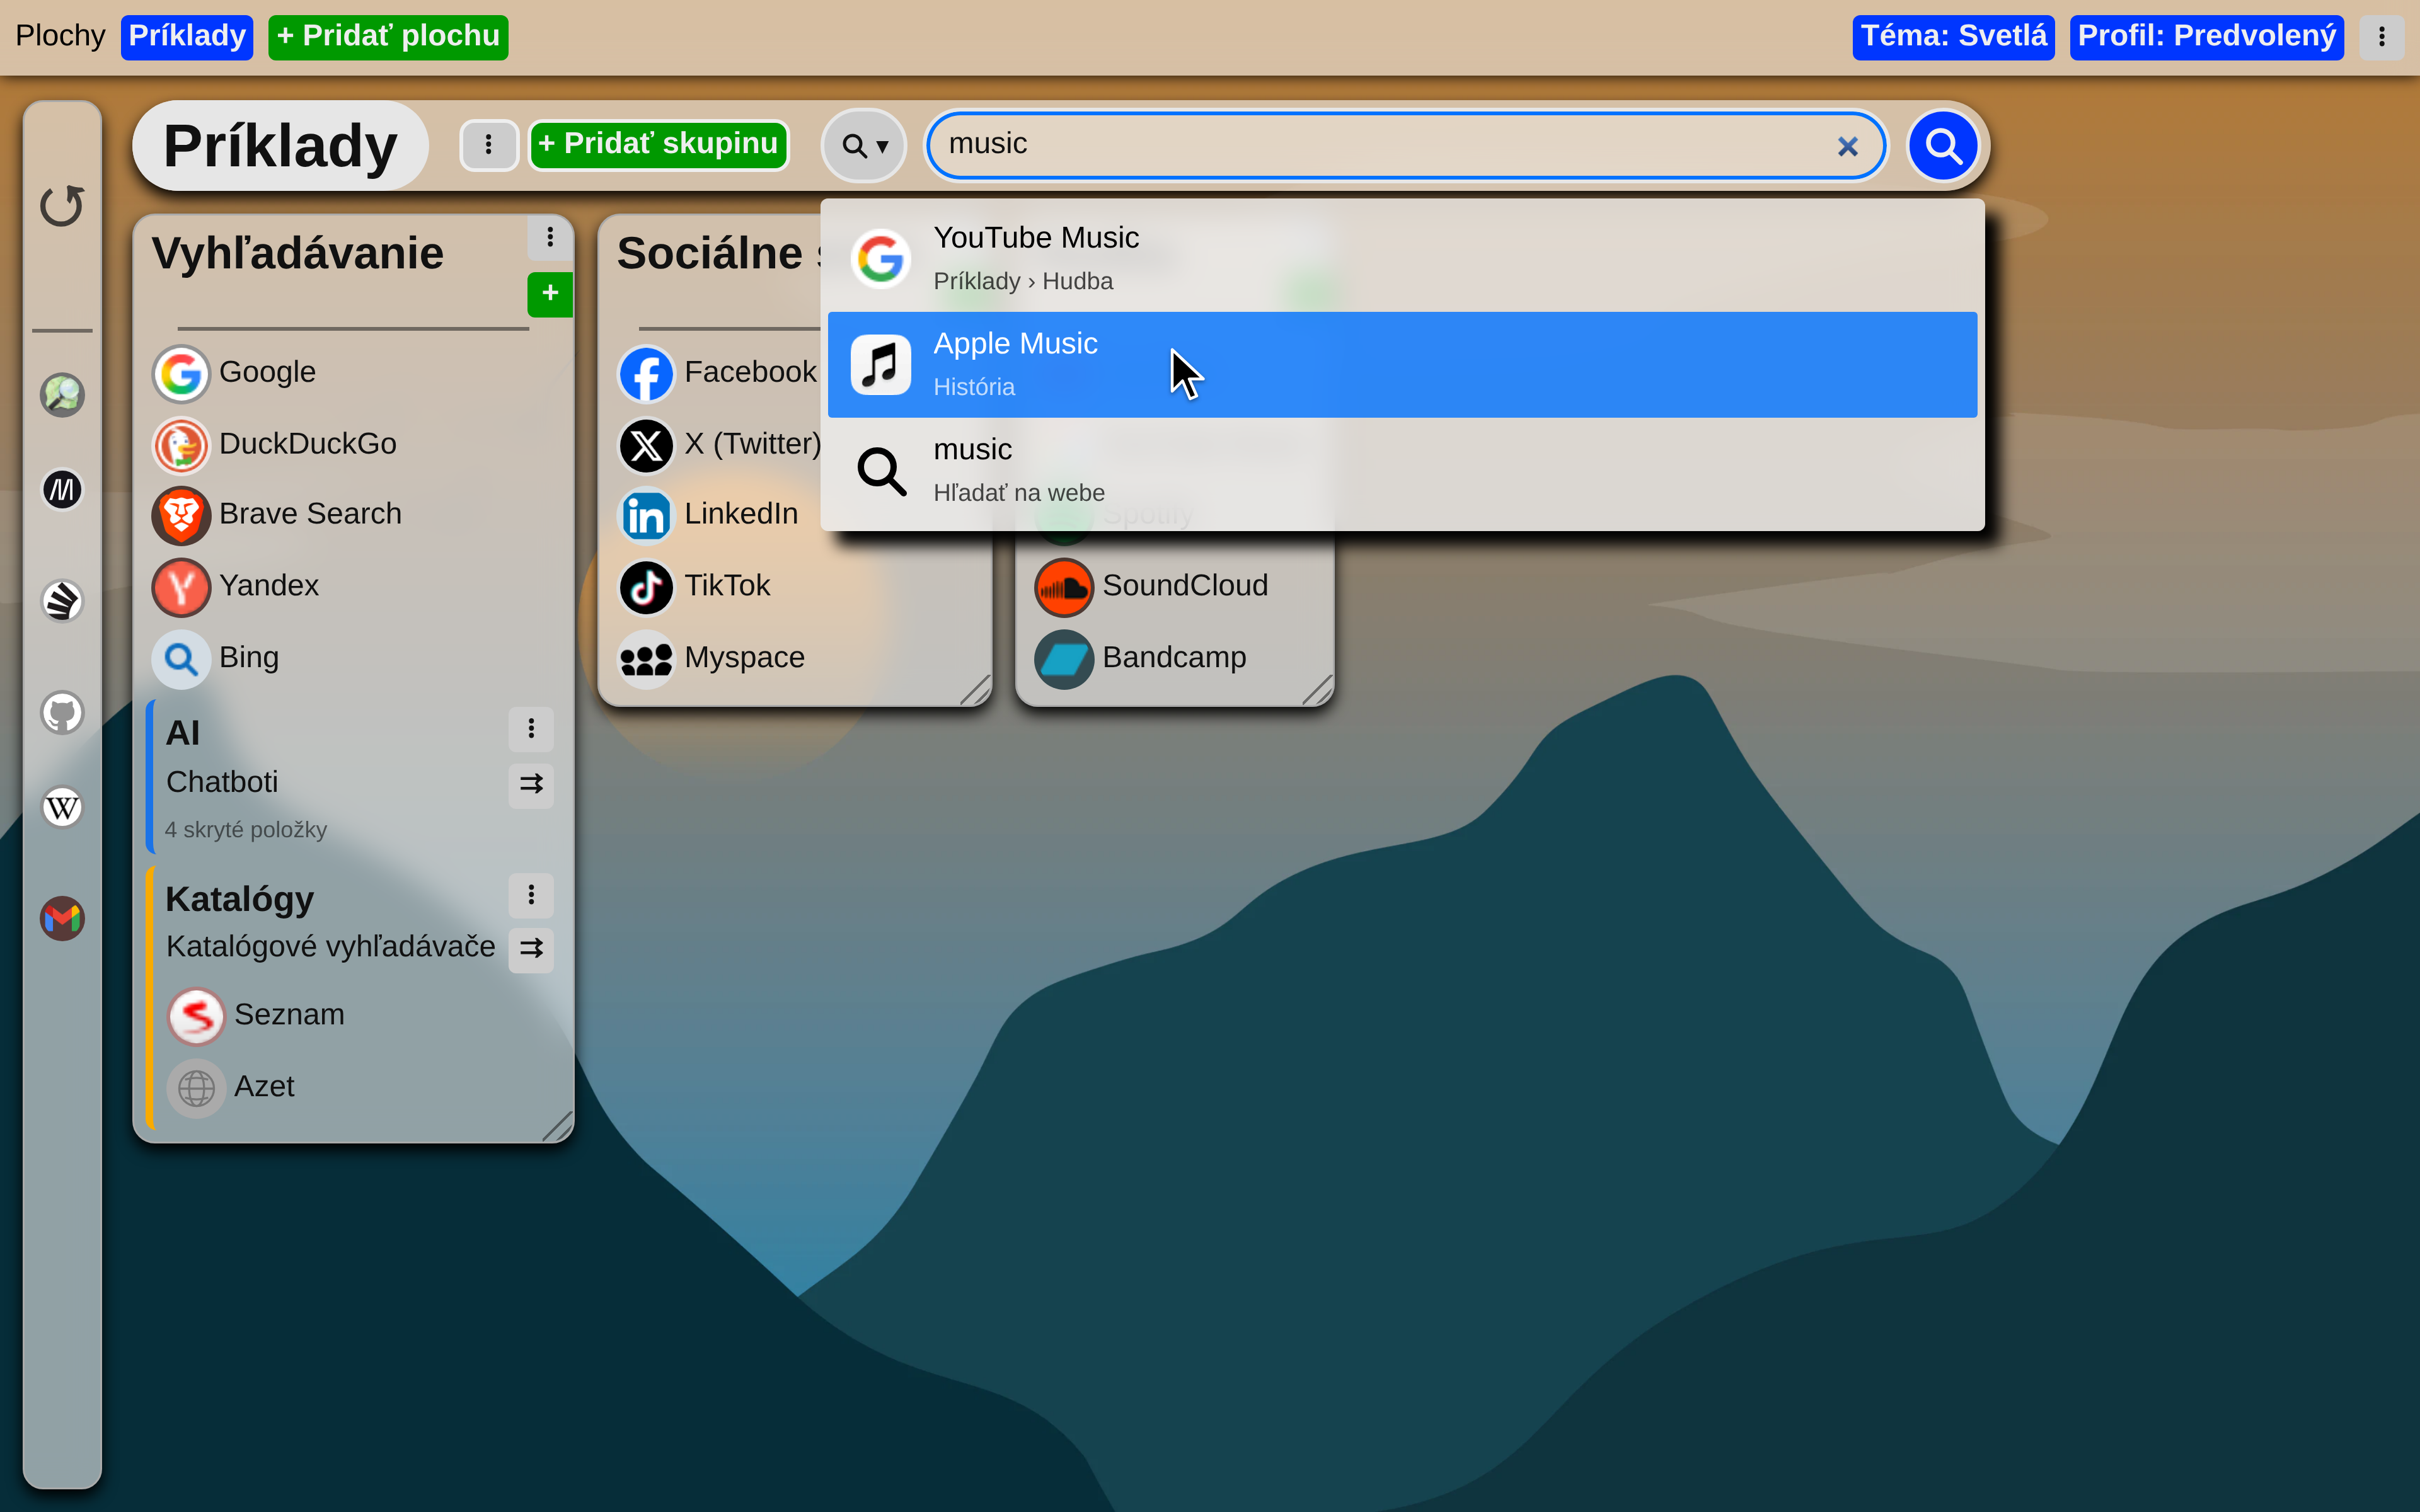 Plochy Príklady + Pridať plochu Téma: Svetlá Profil: Predvolený
Príklady + Pridať skupinu music
Vyhľadávanie
+
Google
DuckDuckGo
Brave Search
Yandex
Bing
AI
Chatboti
4 skryté položky
Katalógy
Katalógové vyhľadávače
Seznam
Azet
Sociálne
Facebook
X (Twitter)
LinkedIn
TikTok
Myspace
YouTube Music
Príklady › Hudba
Apple Music
História
music
Hľadať na webe
Spotify
SoundCloud
Bandcamp